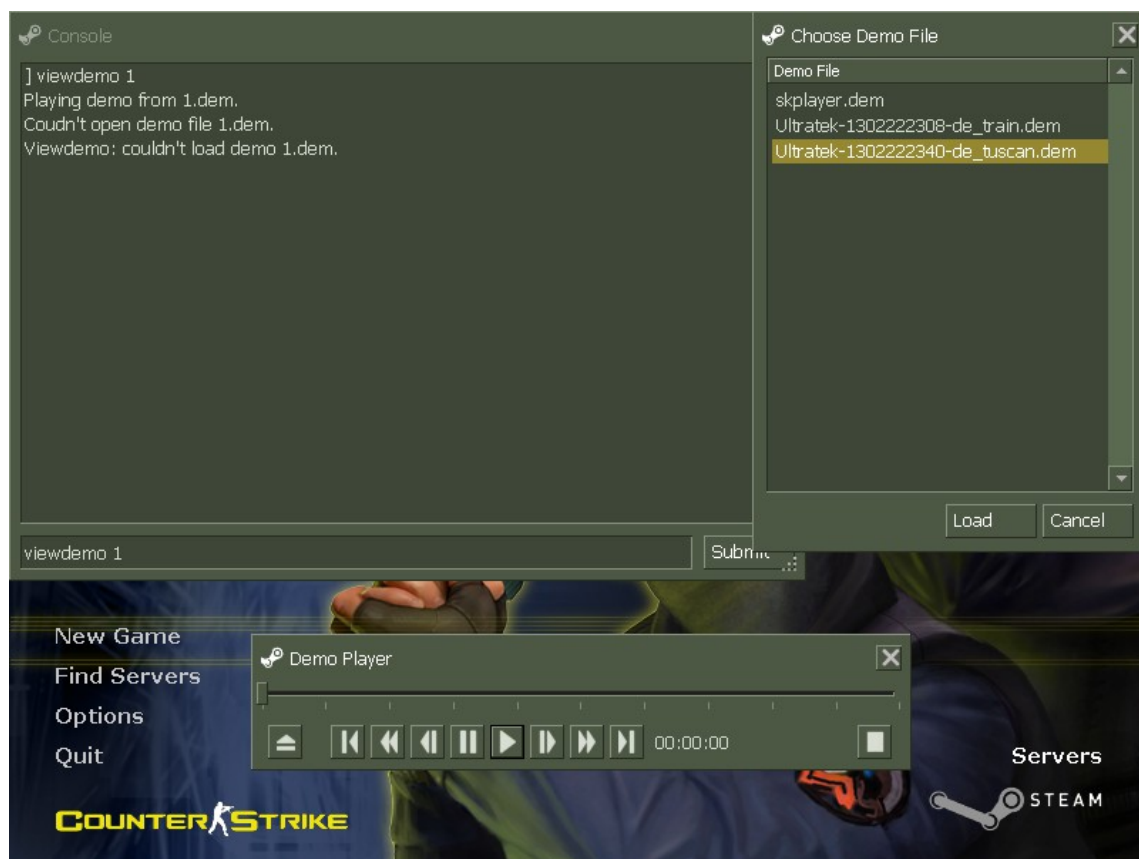 Console
] viewdemo 1
Playing demo from 1.dem.
Coudn't open demo file 1.dem.
Viewdemo: couldn't load demo 1.dem.
viewdemo 1
Submit
Choose Demo File
Demo File
skplayer.dem
Ultratek-1302222308-de_train.dem
Ultratek-1302222340-de_tuscan.dem
Load Cancel
New Game
Find Servers
Options
Quit
Demo Player
00:00:00
Servers
STEAM
COUNTER STRIKE